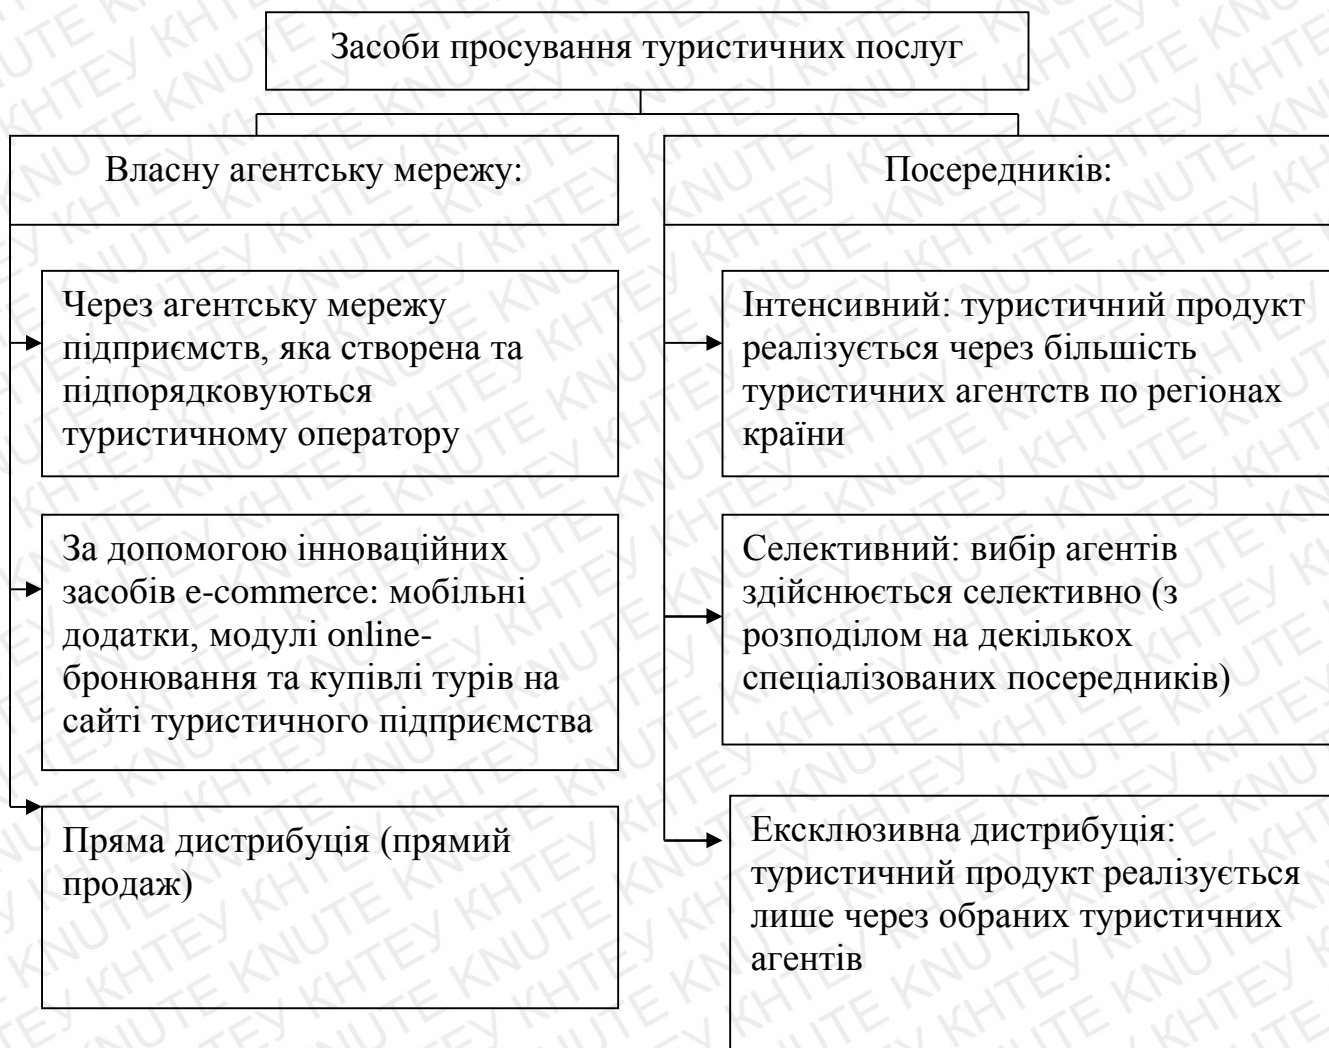 Засоби просування туристичних послуг
Власну агентську мережу:
Через агентську мережу
підприємств, яка створена та
підпорядковуються
туристичному оператору
За допомогою інноваційних
засобів e-commerce: мобільні
додатки, модулі online-
бронювання та купівлі турів на
сайті туристичного підприємства
Пряма дистрибуція (прямий
продаж)
Посередників:
Інтенсивний: туристичний продукт
реалізується через більшість
туристичних агентств по регіонах
країни
Селективний: вибір агентів
здійснюється селективно (з
розподілом на декількох
спеціалізованих посередників)
Ексклюзивна дистрибуція:
туристичний продукт реалізується
лише через обраних туристичних
агентів